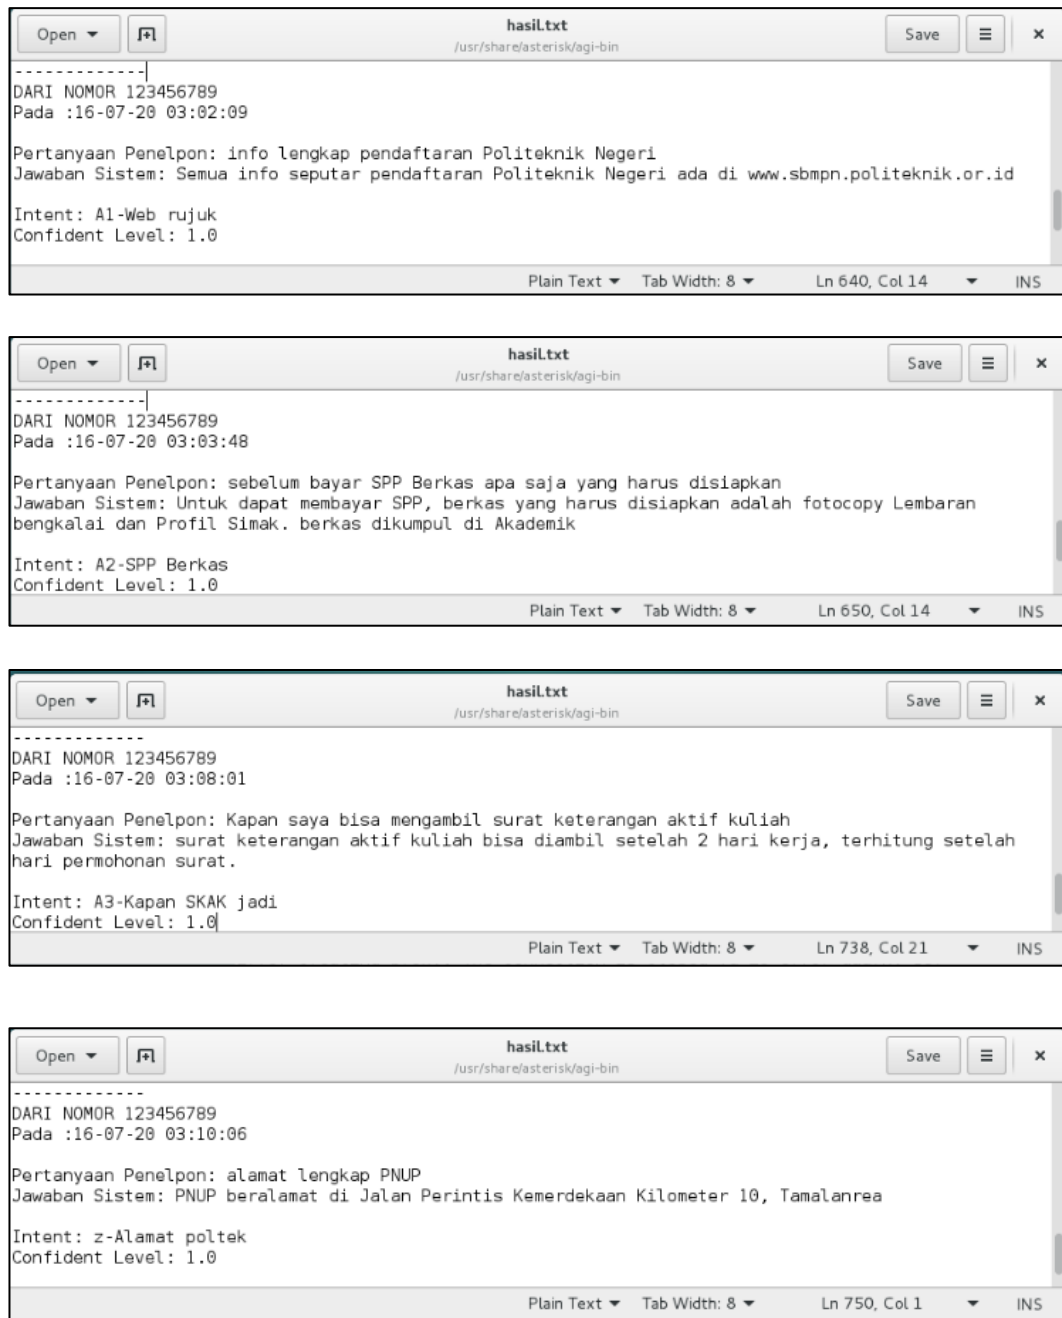 Open hasil.txt Save
/usr/share/asterisk/agi-bin
-------------
DARI NOMOR 123456789
Pada :16-07-20 03:02:09
Pertanyaan Penelpon: info lengkap pendaftaran Politeknik Negeri
Jawaban Sistem: Semua info seputar pendaftaran Politeknik Negeri ada di www.sbmpn.politeknik.or.id
Intent: A1-Web rujuk
Confident Level: 1.0
Plain Text Tab Width: 8 Ln 640, Col 14 INS
Open hasil.txt Save
/usr/share/asterisk/agi-bin
-------------
DARI NOMOR 123456789
Pada :16-07-20 03:03:48
Pertanyaan Penelpon: sebelum bayar SPP Berkas apa saja yang harus disiapkan
Jawaban Sistem: Untuk dapat membayar SPP, berkas yang harus disiapkan adalah fotocopy Lembaran
bengkalai dan Profil Simak. berkas dikumpul di Akademik
Intent: A2-SPP Berkas
Confident Level: 1.0
Plain Text Tab Width: 8 Ln 650, Col 14 INS
Open hasil.txt Save
/usr/share/asterisk/agi-bin
-------------
DARI NOMOR 123456789
Pada :16-07-20 03:08:01
Pertanyaan Penelpon: Kapan saya bisa mengambil surat keterangan aktif kuliah
Jawaban Sistem: surat keterangan aktif kuliah bisa diambil setelah 2 hari kerja, terhitung setelah
hari permohonan surat.
Intent: A3-Kapan SKAK jadi
Confident Level: 1.0
Plain Text Tab Width: 8 Ln 738, Col 21 INS
Open hasil.txt Save
/usr/share/asterisk/agi-bin
-------------
DARI NOMOR 123456789
Pada :16-07-20 03:10:06
Pertanyaan Penelpon: alamat lengkap PNUP
Jawaban Sistem: PNUP beralamat di Jalan Perintis Kemerdekaan Kilometer 10, Tamalanrea
Intent: z-Alamat poltek
Confident Level: 1.0
Plain Text Tab Width: 8 Ln 750, Col 1 INS